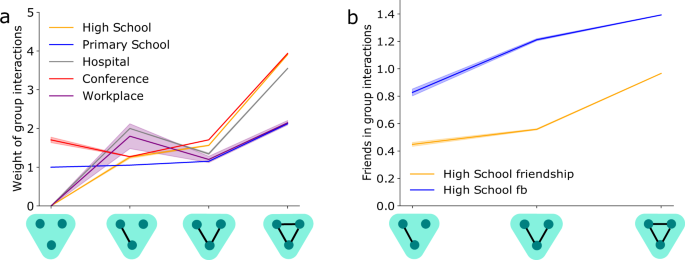 a
Weight of group interactions
5
4
3
2
1
0
High School
Primary School
Hospital
Conference
Workplace
b
Friends in group interactions
1.4
1.2
1.0
0.8
0.6
0.4
0.2
0.0
High School friendship
High School fb